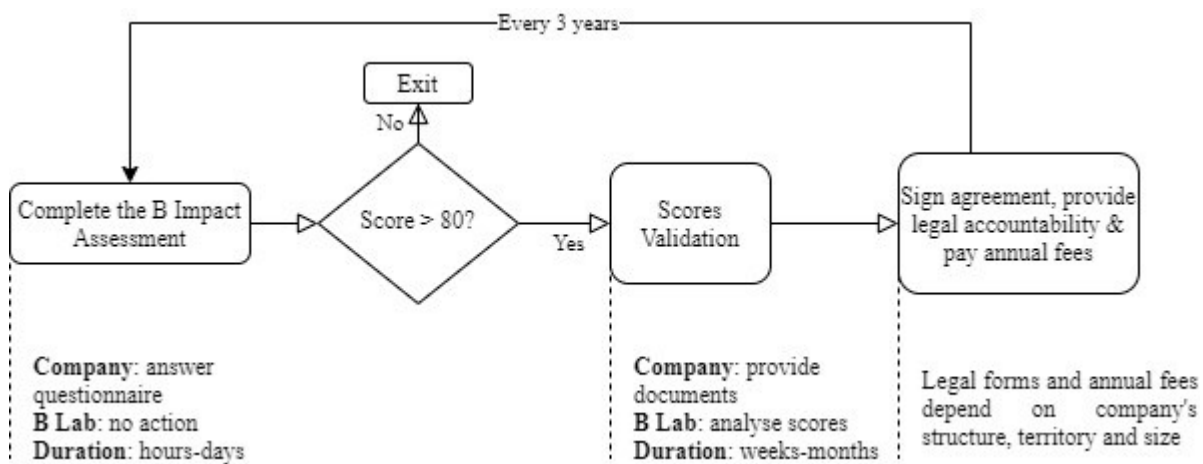 Every 3 years
Exit
No
Complete the B Impact
Assessment
Score > 80?
Yes
Scores
Validation
Sign agreement, provide
legal accountability &
pay annual fees
Company: answer
questionnaire
B Lab: no action
Duration: hours-days
Company: provide
documents
B Lab: analyse scores
Duration: weeks-months
Legal forms and annual fees
depend on company's
structure, territory and size